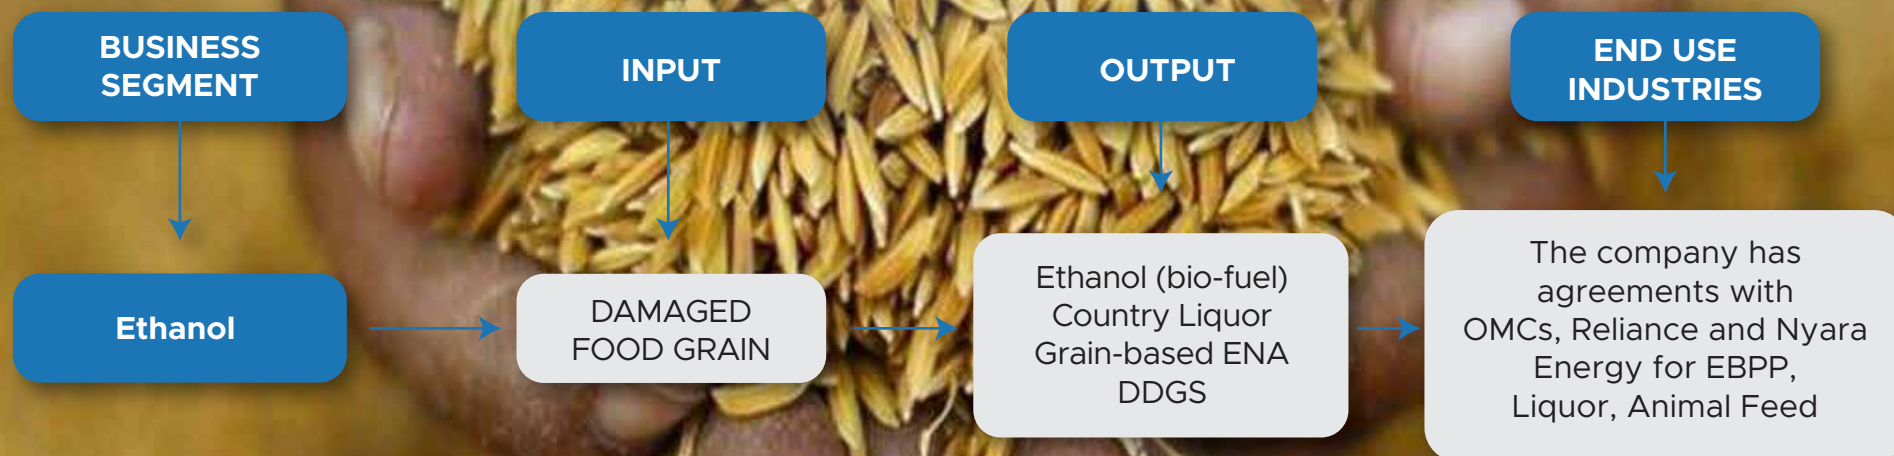 BUSINESS
SEGMENT
INPUT
OUTPUT
END USE
INDUSTRIES
Ethanol
DAMAGED
FOOD GRAIN
Ethanol (bio-fuel)
Country Liquor
Grain-based ENA
DDGS
The company has
agreements with
OMCs, Reliance and Nyara
Energy for EBPP,
Liquor, Animal Feed